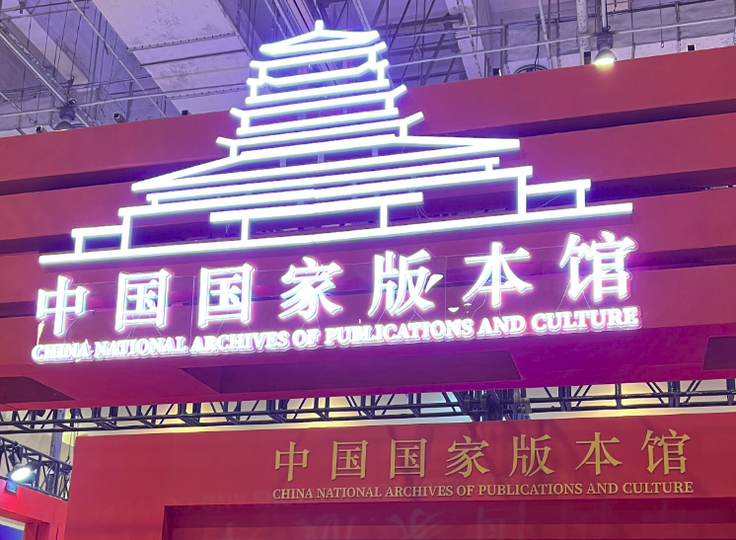 中国国家版本馆
CHINA NATIONAL ARCHIVES OF PUBLICATIONS AND CULTURE
中国国家版本馆
CHINA NATIONAL ARCHIVES OF PUBLICATIONS AND CULTURE